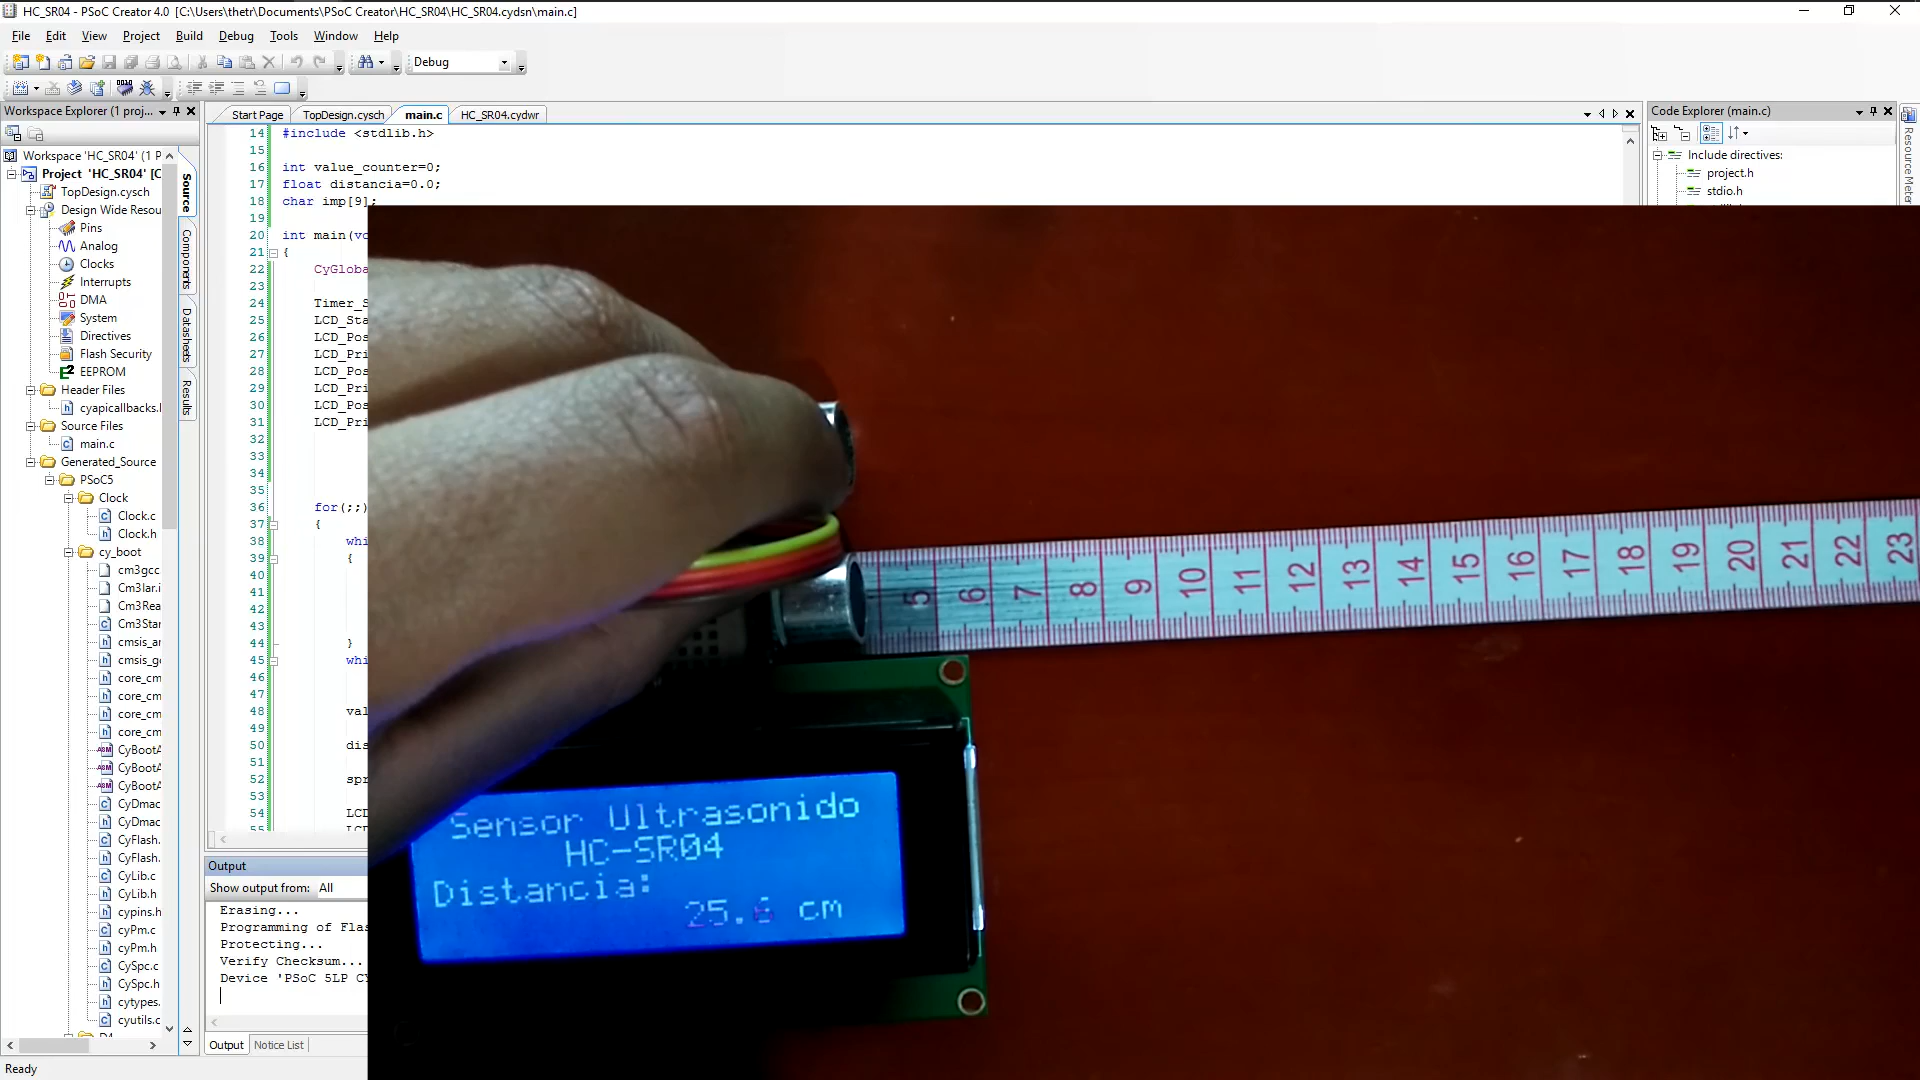 HC_SR04 - PSoC Creator 4.0 [C:\Users\thetr\Documents\PSoC Creator\HC_SR04\HC_SR04.cydsn\main.c]
File Edit View Project Build Debug Tools Window Help
Debug
Workspace Explorer (1 proj...
Workspace 'HC_SR04' (1 P
Project 'HC_SR04' [C
TopDesign.cysch
Design Wide Resou
Pins
Analog
Clocks
Interrupts
DMA
System
Directives
Flash Security
EEPROM
Header Files
cyapicallbacks.
Source Files
main.c
Generated_Source
PSoC5
Clock
Clock.c
Clock.h
cy_boot
cm3gcc
Cm3Iar.i
Cm3Rea
Cm3Star
cmsis_ar
cmsis_gc
core_cm
core_cm
core_cm
core_cm
CyBootA
CyBootA
CyBootA
CyDmac
CyDmac
CyFlash.
CyFlash.
CyLib.c
CyLib.h
cypins.h
cyPm.c
cyPm.h
CySpc.c
CySpc.h
cytypes.
cyutils.c
Source
Components
Datasheets
Results
Start Page TopDesign.cysch main.c HC_SR04.cydwr
14 #include <stdlib.h>
15
16 int value_counter=0;
17 float distancia=0.0;
18 char imp[9];
19
20 int main(vo
21 {
22 CyGloba
23
24 Timer_S
25 LCD_Sta
26 LCD_Pos
27 LCD_Pri
28 LCD_Pos
29 LCD_Pri
30 LCD_Pos
31 LCD_Pri
32
33
34
35
36 for(;;)
37 {
38 whi
39 {
40
41
42
43
44 }
45 whi
46
47
48 val
49
50 dis
51
52 spr
53
54 LCD
Output
Show output from: All
Erasing...
Programming of Flas
Protecting...
Verify Checksum...
Device 'PSoC 5LP CY
Output Notice List
Ready
Code Explorer (main.c)
Include directives:
project.h
stdio.h
Resource Meter
5 6 7 8 9 10 11 12 13 14 15 16 17 18 19 20 21 22 23
Sensor Ultrasonido
HC-SR04
Distancia:
25.6 cm